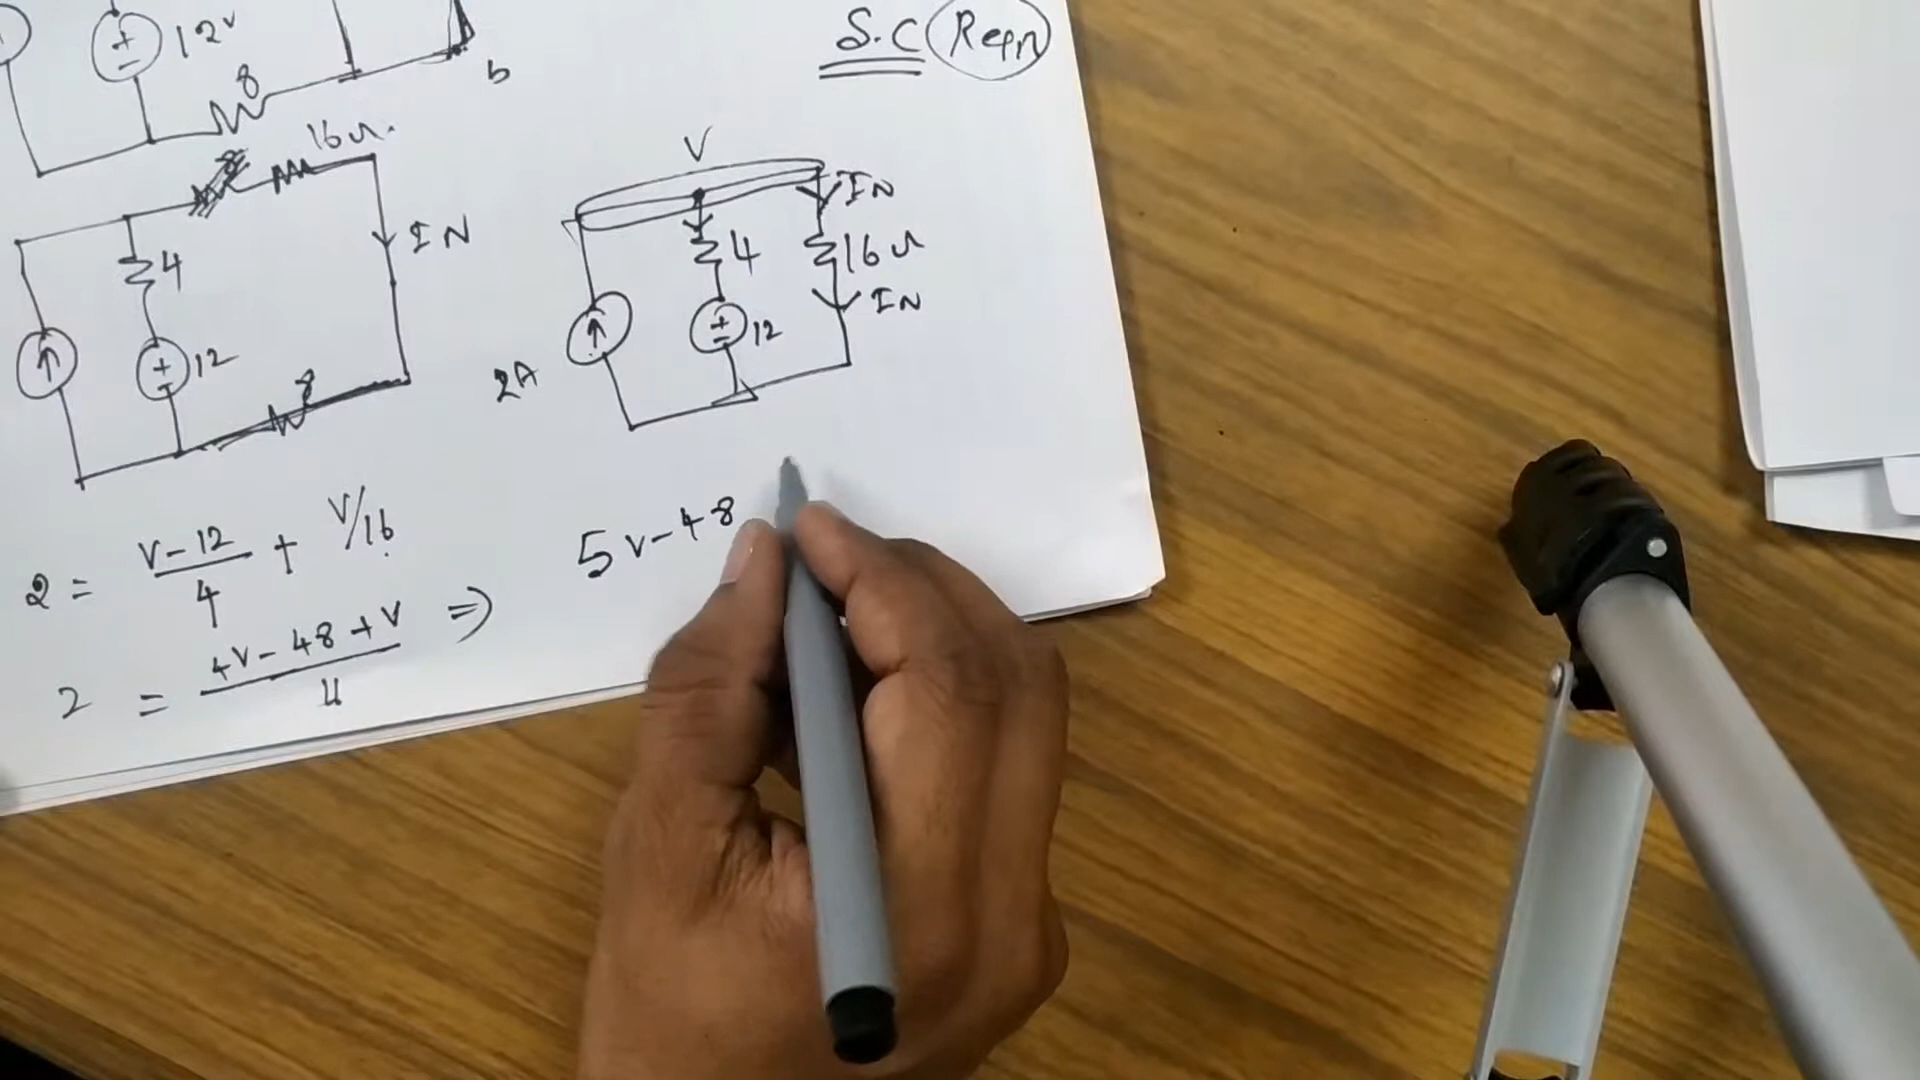 12v
8
b
S.C Repn
16Ω.
IN
4
12
8
V
IN
4
16Ω
IN
12
2A
2 = V-12/4 + V/16
2 = 4V-48+V/ ⇒ 5V-48